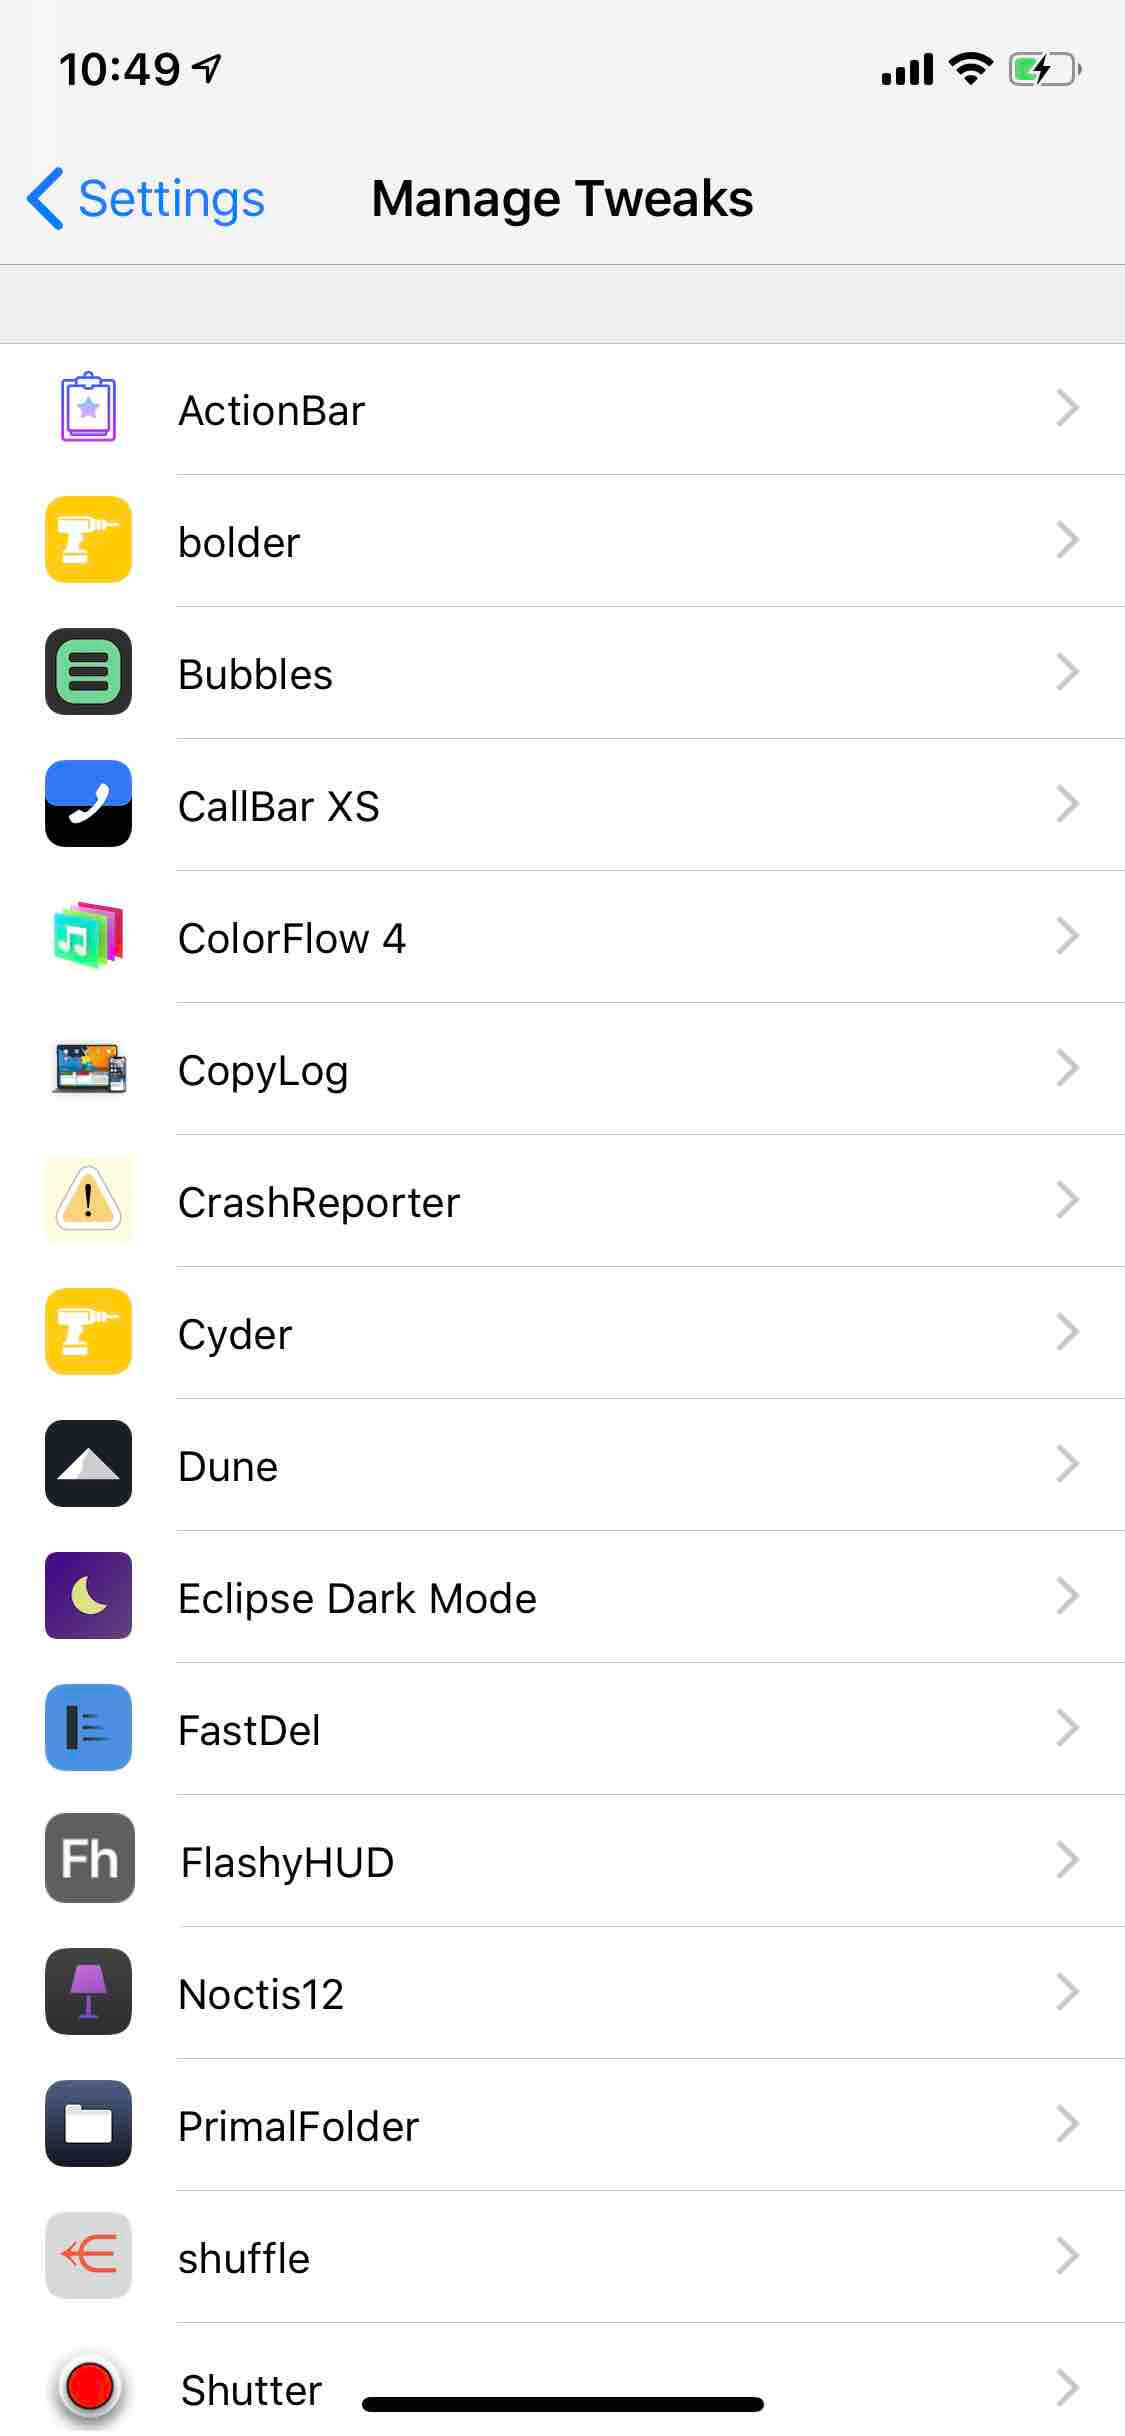 10:49
Settings
Manage Tweaks
ActionBar
bolder
Bubbles
CallBar XS
ColorFlow 4
CopyLog
CrashReporter
Cyder
Dune
Eclipse Dark Mode
FastDel
Fh
FlashyHUD
Noctis12
PrimalFolder
shuffle
Shutter